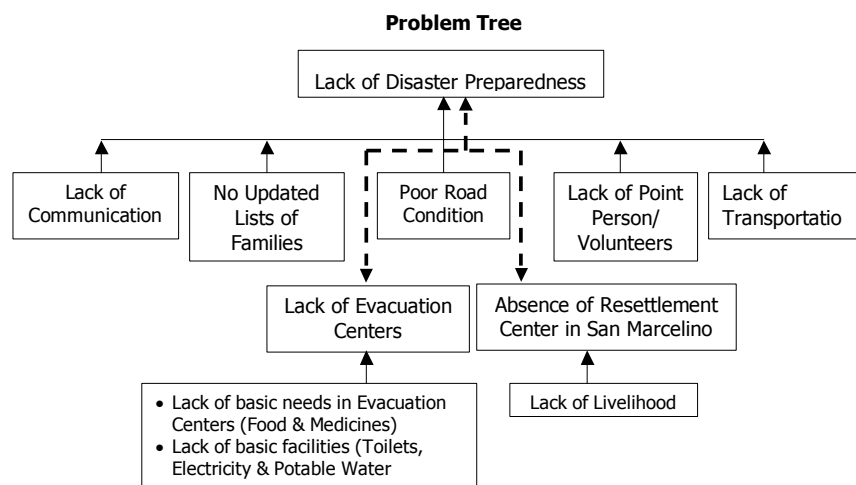 Problem Tree
Lack of Disaster Preparedness
Lack of
Communication
No Updated
Lists of
Families
Poor Road
Condition
Lack of Point
Person/
Volunteers
Lack of
Transportatio
Lack of Evacuation
Centers
Absence of Resettlement
Center in San Marcelino
• Lack of basic needs in Evacuation
Centers (Food & Medicines)
• Lack of basic facilities (Toilets,
Electricity & Potable Water
Lack of Livelihood